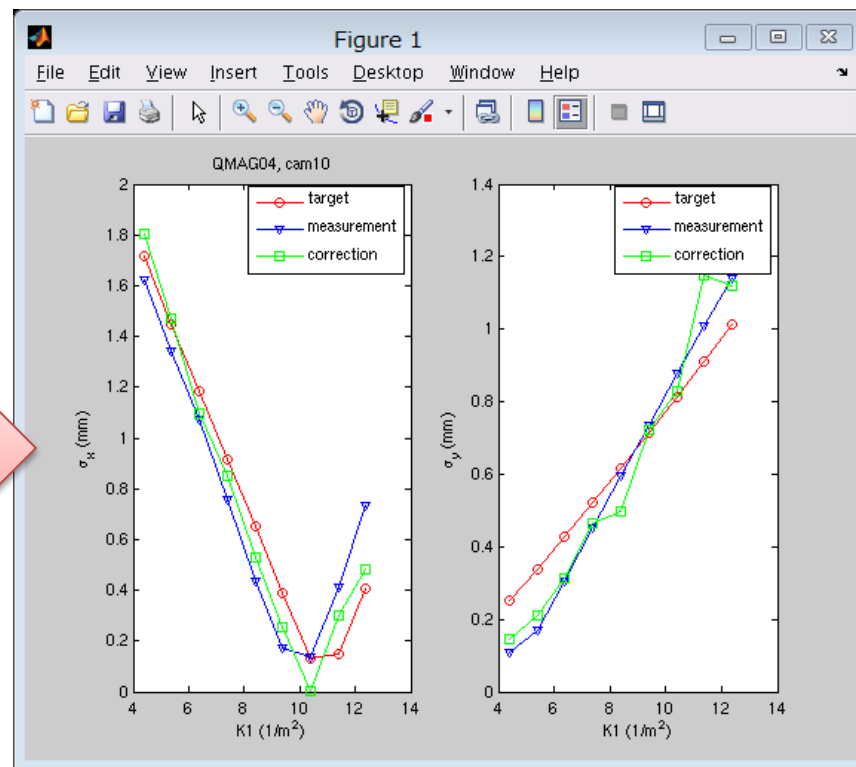 Figure 1
File Edit View Insert Tools Desktop Window Help
QMAG04, cam10
2
1.8
1.6
1.4
1.2
1
0.8
0.6
0.4
0.2
0
σx (mm)
4 6 8 10 12 14
K1 (1/m²)
target
measurement
correction
1.4
1.2
1
0.8
0.6
0.4
0.2
0
σy (mm)
4 6 8 10 12 14
K1 (1/m²)
target
measurement
correction